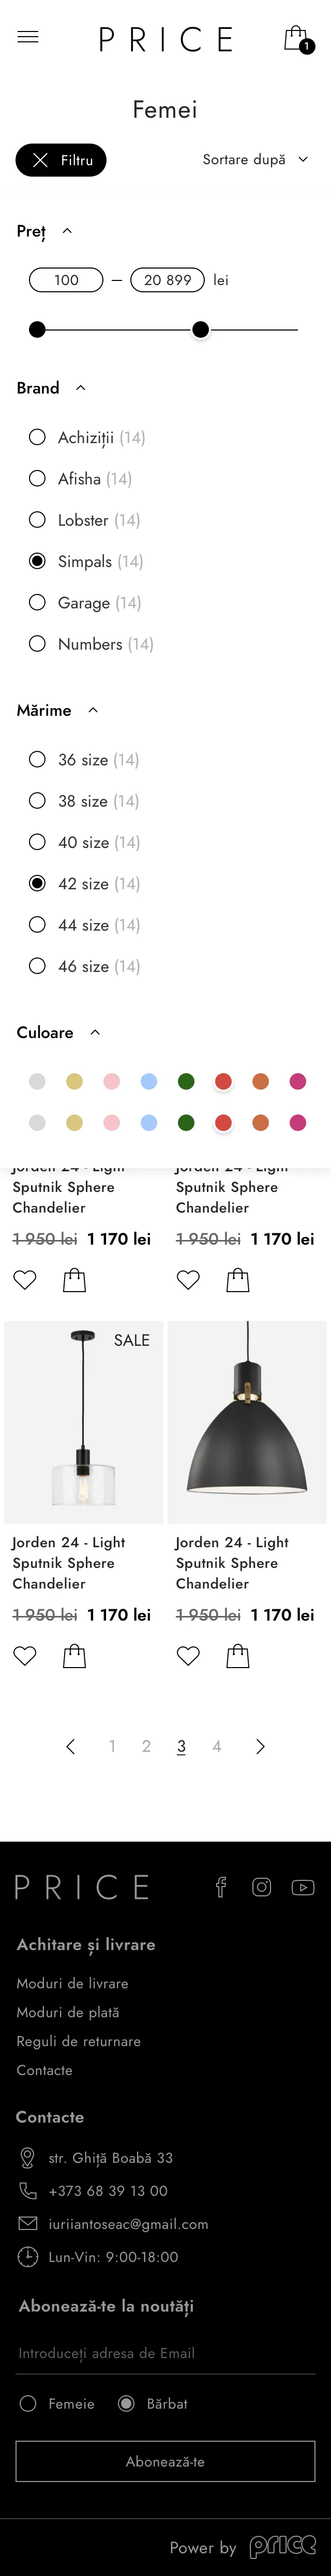 PRICE
1
Femei
Filtru
Sortare după
Preț
100 – 20 899 lei
Brand
Achiziții (14)
Afisha (14)
Lobster (14)
Simpals (14)
Garage (14)
Numbers (14)
Mărime
36 size (14)
38 size (14)
40 size (14)
42 size (14)
44 size (14)
46 size (14)
Culoare
Jorden 24 - Light
Sputnik Sphere
Chandelier
1 950 lei 1 170 lei
Jorden 24 - Light
Sputnik Sphere
Chandelier
1 950 lei 1 170 lei
SALE
Jorden 24 - Light
Sputnik Sphere
Chandelier
1 950 lei 1 170 lei
Jorden 24 - Light
Sputnik Sphere
Chandelier
1 950 lei 1 170 lei
1 2 3 4
PRICE
Achitare și livrare
Moduri de livrare
Moduri de plată
Reguli de returnare
Contacte
Contacte
str. Ghiță Boabă 33
+373 68 39 13 00
iuriiantoseac@gmail.com
Lun-Vin: 9:00-18:00
Abonează-te la noutăți
Introduceți adresa de Email
Femeie Bărbat
Abonează-te
Power by price